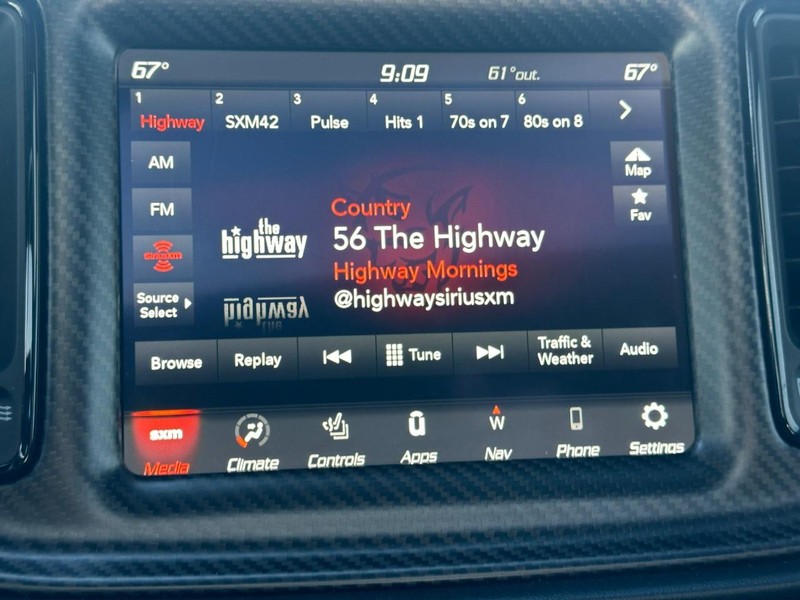 67° 9:09 61°out. 67°
1 2 3 4 5 6
Highway SXM42 Pulse Hits 1 70s on 7 80s on 8
AM
Map
FM
Fav
the
highway
Country
56 The Highway
Highway Mornings
@highwaysiriusxm
Source
Select
Browse Replay Tune Traffic &
Weather Audio
sxm W
Media Climate Controls Apps Nav Phone Settings